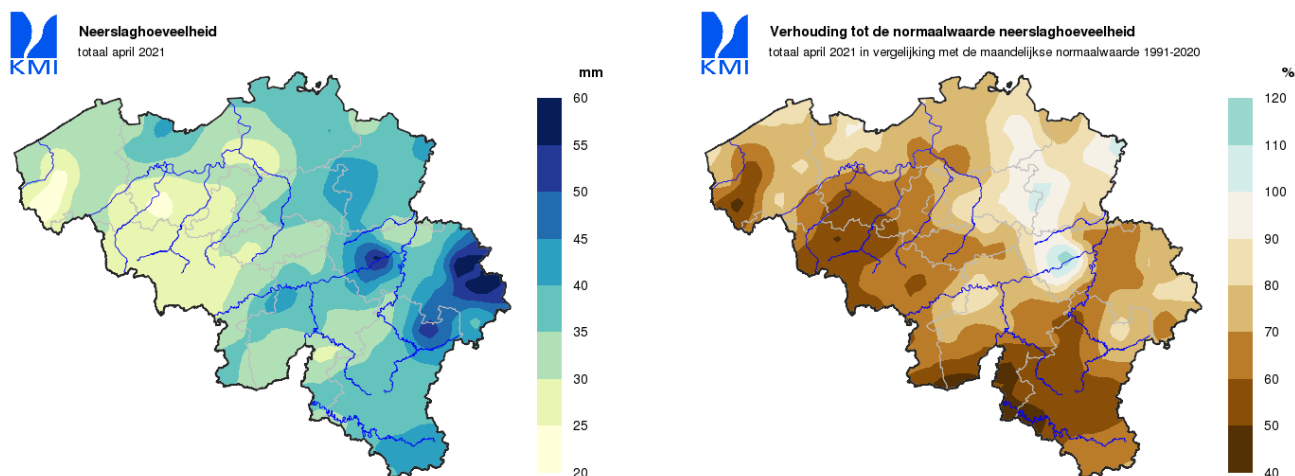 KMI
Neerslaghoeveelheid
totaal april 2021
mm
60
55
50
45
40
35
30
25
20
KMI
Verhouding tot de normaalwaarde neerslaghoeveelheid
totaal april 2021 in vergelijking met de maandelijkse normaalwaarde 1991-2020
%
120
110
100
90
80
70
60
50
40